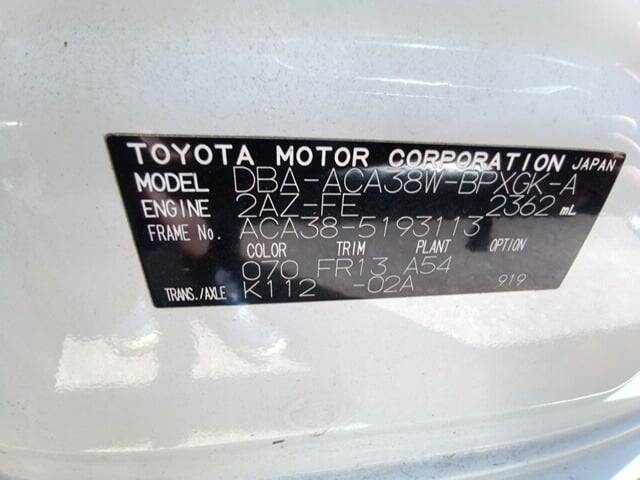 TOYOTA MOTOR CORPORATION JAPAN
MODEL DBA-ACA38W-BPXGK-A
ENGINE 2AZ-FE 2362 mL
FRAME No. ACA38-5193113
COLOR TRIM PLANT OPTION
070 FR13 A54
TRANS./AXLE K112 -02A 919